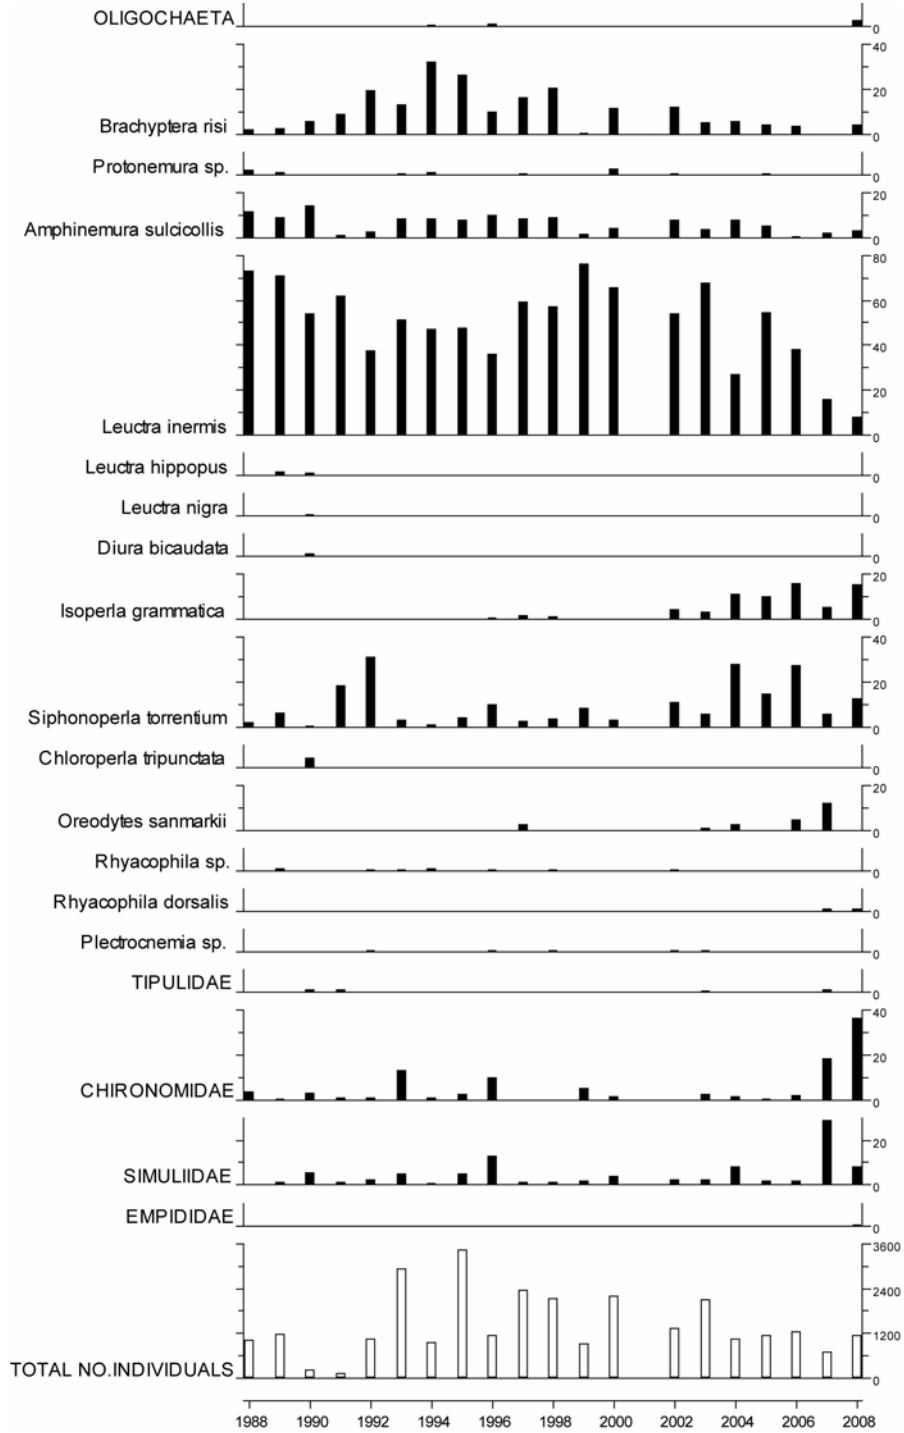 OLIGOCHAETA
0
40
20
Brachyptera risi
0
Protonemura sp.
0
20
Amphinemura sulcicollis
0
80
60
40
20
Leuctra inermis
0
Leuctra hippopus
0
Leuctra nigra
0
Diura bicaudata
0
20
Isoperla grammatica
0
40
20
Siphonoperla torrentium
0
Chloroperla tripunctata
0
20
Oreodytes sanmarkii
0
Rhyacophila sp.
0
Rhyacophila dorsalis
0
Plectrocnemia sp.
0
TIPULIDAE
0
40
20
CHIRONOMIDAE
0
20
SIMULIIDAE
0
EMPIDIDAE
0
3600
2400
1200
TOTAL NO.INDIVIDUALS
0
1988 1990 1992 1994 1996 1998 2000 2002 2004 2006 2008